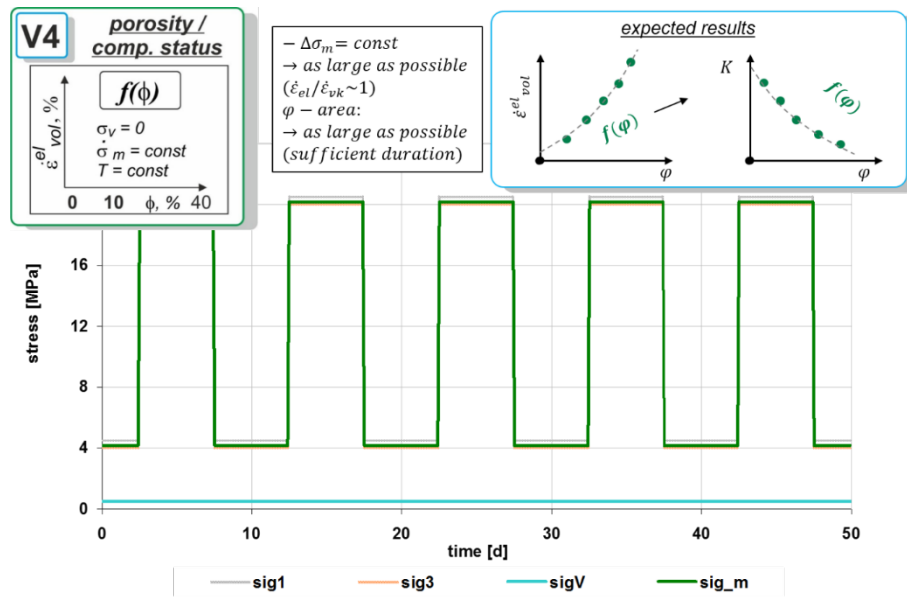 V4
porosity /
comp. status
f(ϕ)
σᵥ = 0
σ̇ ₘ = const
T = const
ε̇ ᵉˡ vol, %
0 10 ϕ, % 40
− Δσₘ = const
→ as large as possible
(ε̇ₑₗ/ε̇ᵥₖ~1)
φ − area:
→ as large as possible
(sufficient duration)
expected results
ε̇ᵉˡ vol
f(φ)
φ
K
f(φ)
φ
stress [MPa]
16
12
8
4
0
0 10 20 30 40 50
time [d]
sig1 sig3 sigV sig_m